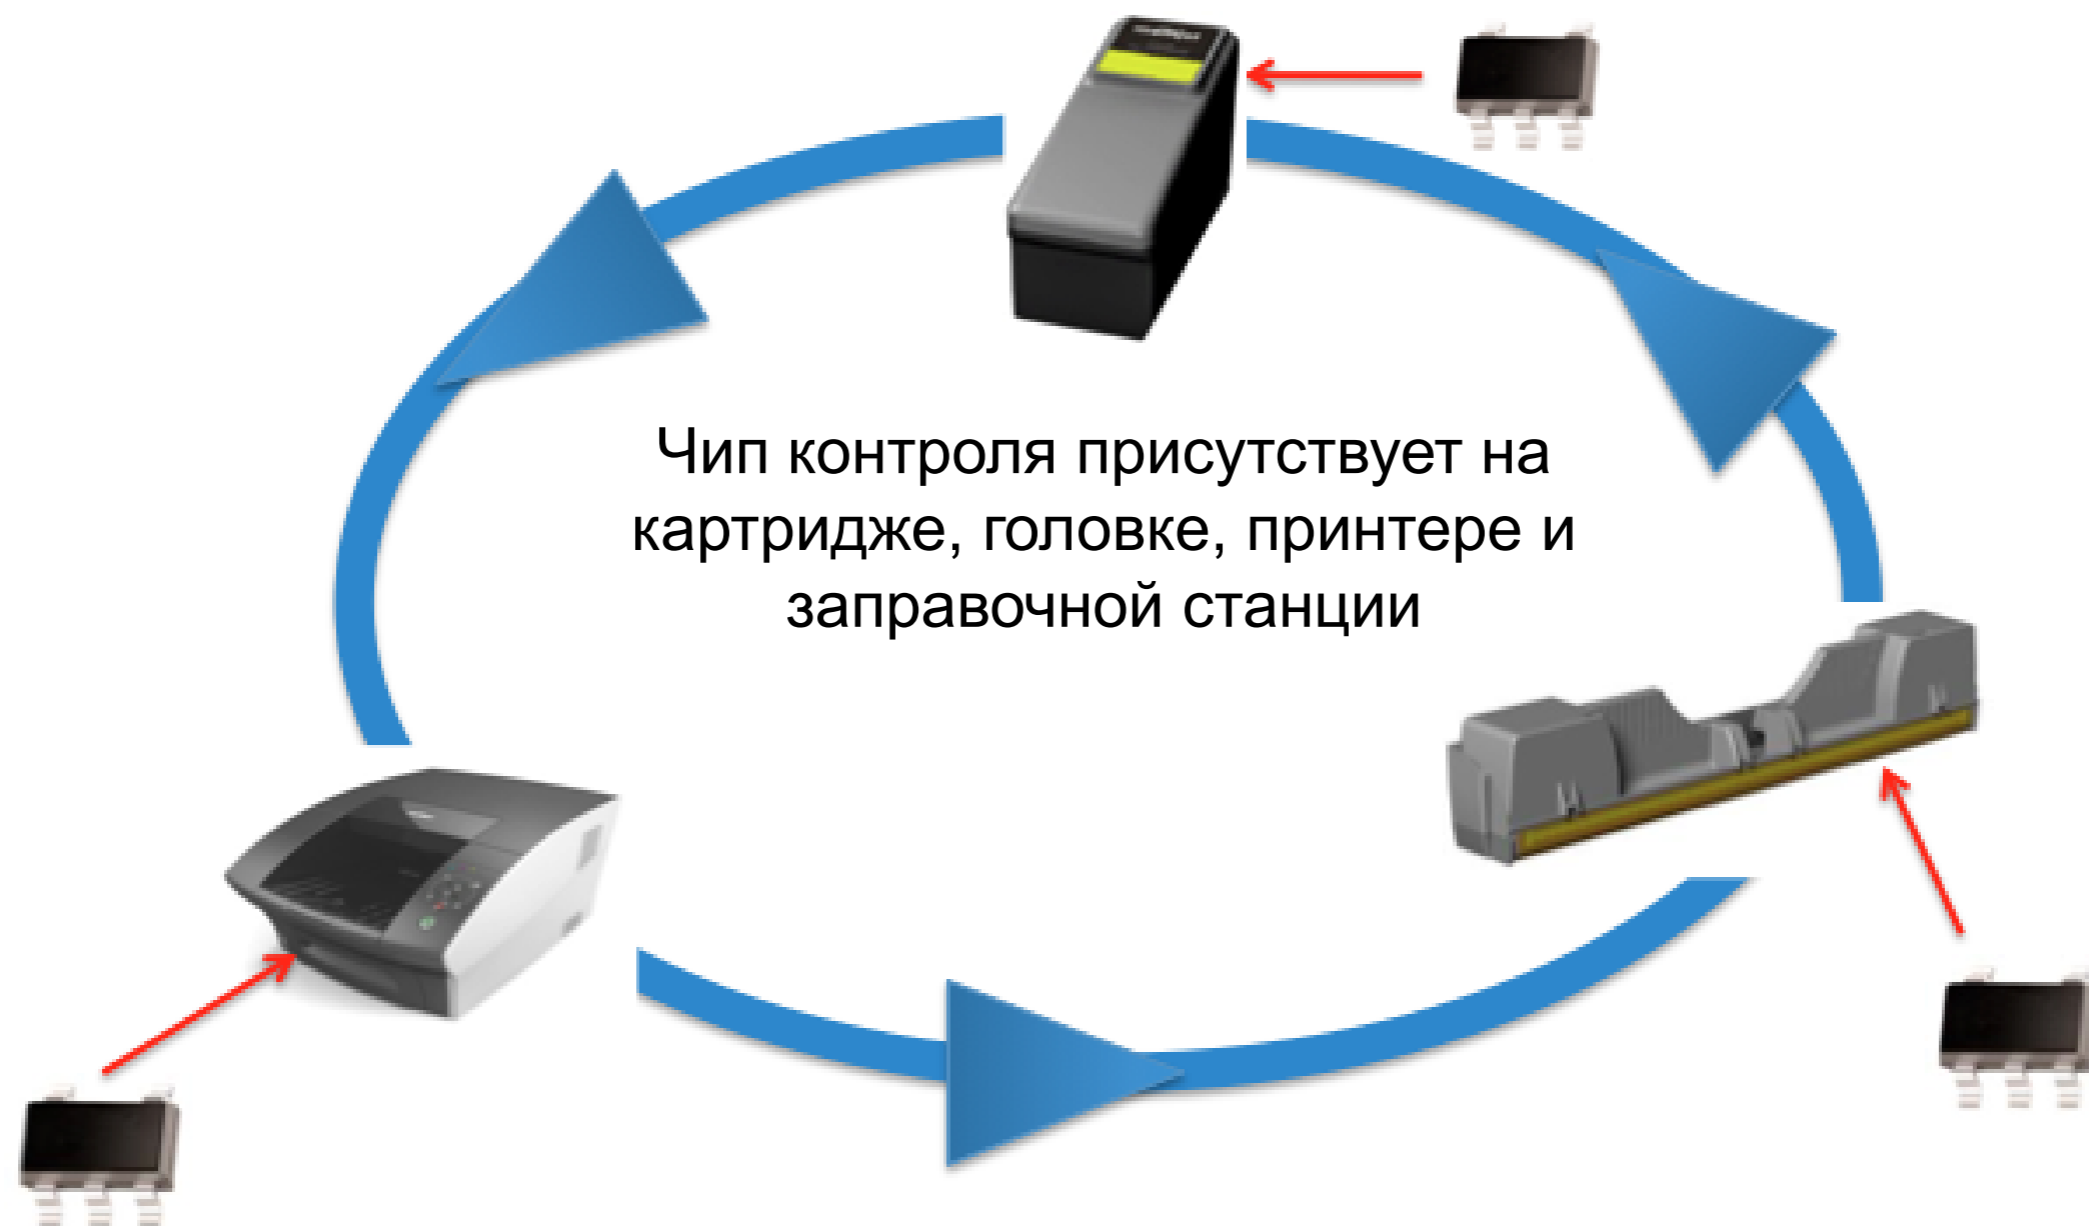 Чип контроля присутствует на
картридже, головке, принтере и
заправочной станции